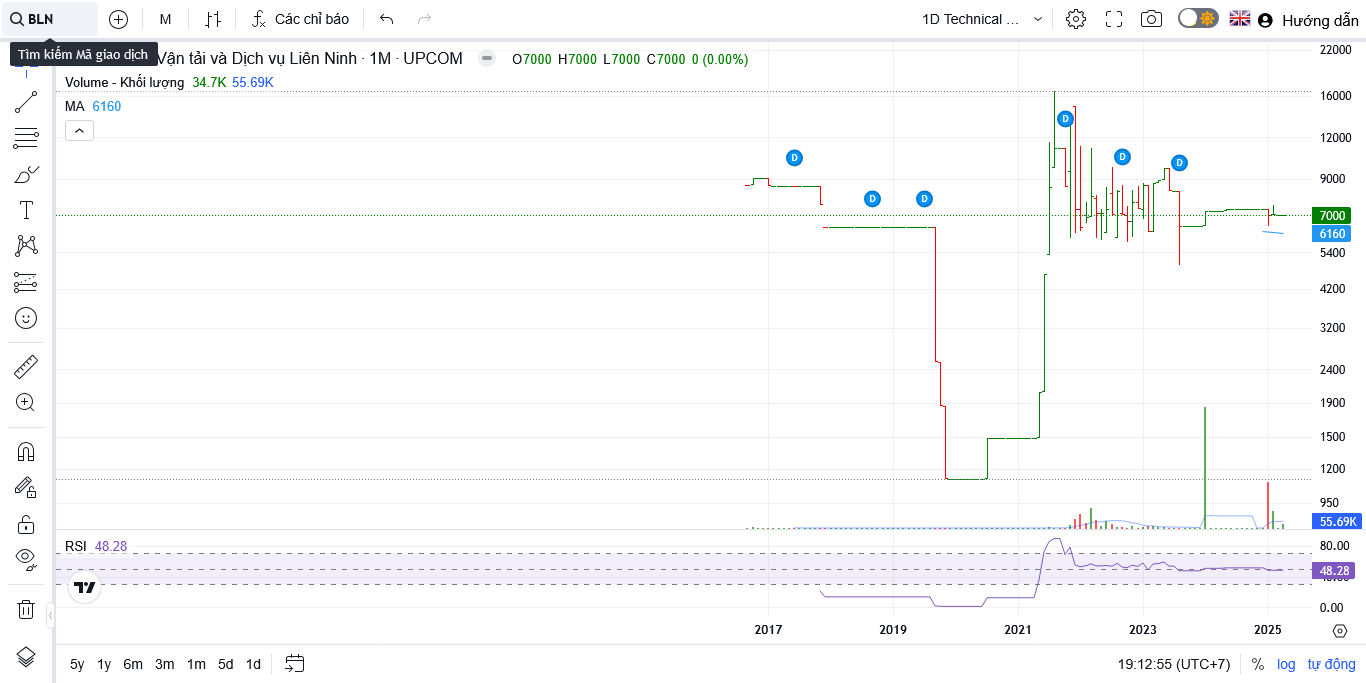 BLN M Các chỉ báo 1D Technical ... Hướng dẫn
Tìm kiếm Mã giao dịch Vận tải và Dịch vụ Liên Ninh · 1M · UPCOM O7000 H7000 L7000 C7000 0 (0.00%)
Volume - Khối lượng 34.7K 55.69K
MA 6160
22000
16000
12000
9000
7000
6160
5400
4200
3200
2400
1900
1500
1200
950
55.69K
D D D D D D
RSI 48.28
80.00
48.28
0.00
2017 2019 2021 2023 2025
5y 1y 6m 3m 1m 5d 1d 19:12:55 (UTC+7) % log tự động